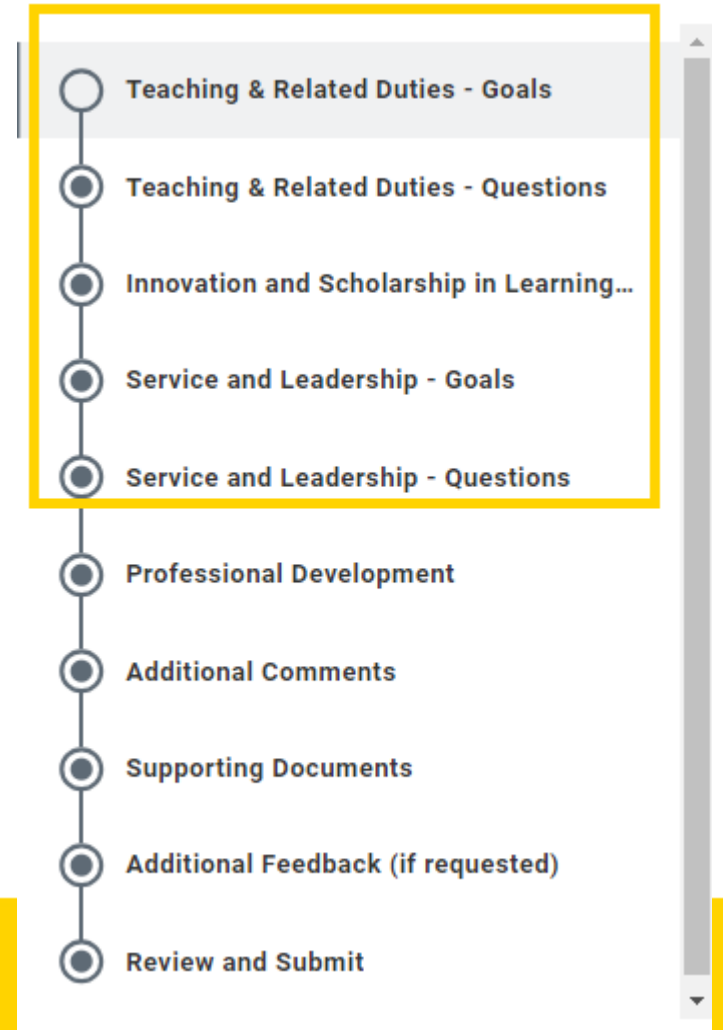 Teaching & Related Duties - Goals
Teaching & Related Duties - Questions
Innovation and Scholarship in Learning...
Service and Leadership - Goals
Service and Leadership - Questions
Professional Development
Additional Comments
Supporting Documents
Additional Feedback (if requested)
Review and Submit